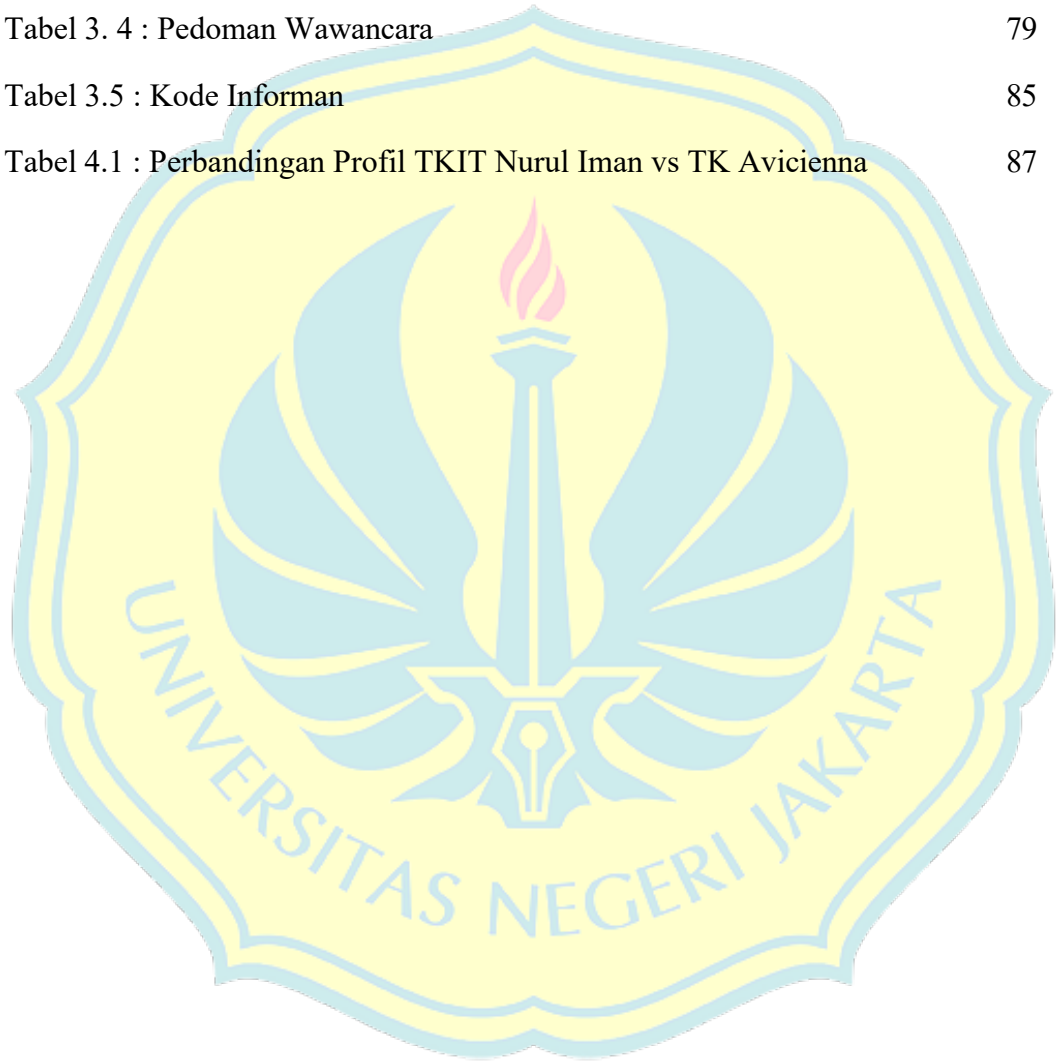 Tabel 3. 4 : Pedoman Wawancara 79
Tabel 3.5 : Kode Informan 85
Tabel 4.1 : Perbandingan Profil TKIT Nurul Iman vs TK Avicienna 87
UNIVERSITAS NEGERI JAKARTA